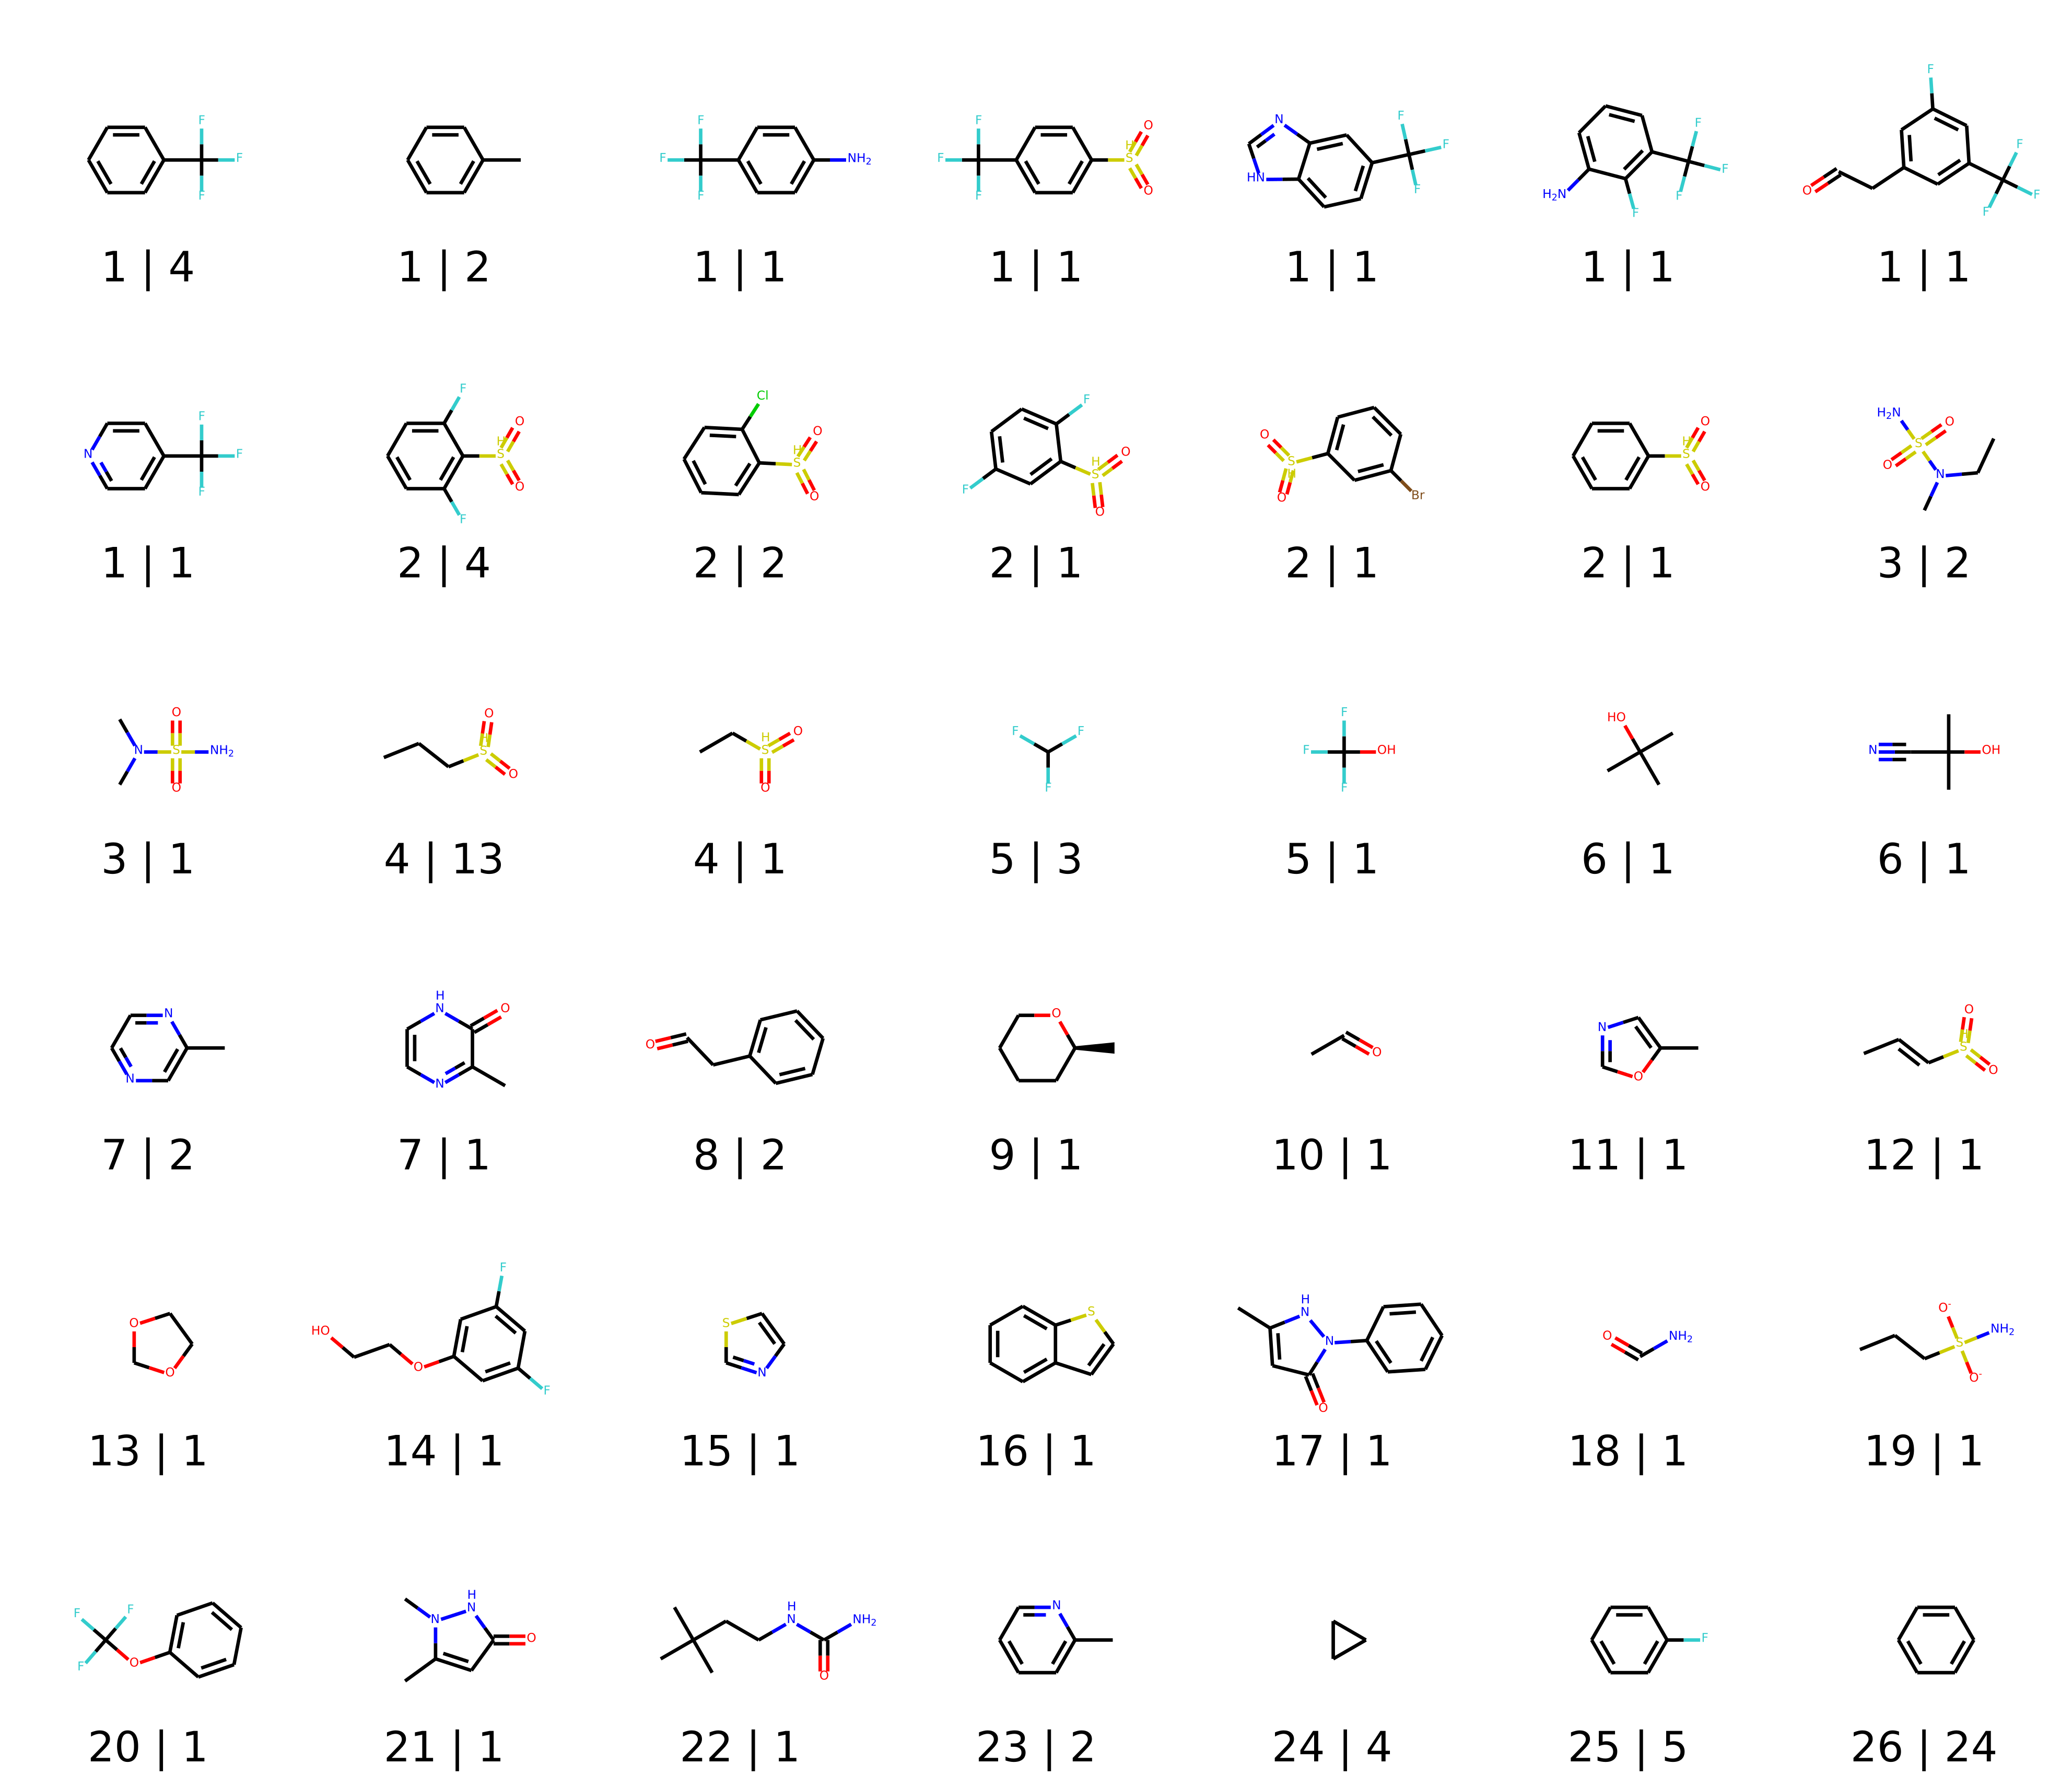 F F F
F F F NH₂
F F F H S O O
N HN F F F
H₂N F F F F
F O F F F
1 | 4 1 | 2 1 | 1 1 | 1 1 | 1 1 | 1 1 | 1
N F F F
F F H S O O
Cl H S O O
F F H S O O
O S H O Br
H S O O
H₂N S O O N
1 | 1 2 | 4 2 | 2 2 | 1 2 | 1 2 | 1 3 | 2
N O S O NH₂
O H S O
H S O O
F F F
F F OH F
HO
N OH
3 | 1 4 | 13 4 | 1 5 | 3 5 | 1 6 | 1 6 | 1
N N
H N O N
O
O
O
N O
O H S O
7 | 2 7 | 1 8 | 2 9 | 1 10 | 1 11 | 1 12 | 1
O O
HO O F F
S N
S
H N N O
O NH₂
O⁻ S NH₂ O⁻
13 | 1 14 | 1 15 | 1 16 | 1 17 | 1 18 | 1 19 | 1
F F F O
N H N O
H N NH₂ O
N
F
20 | 1 21 | 1 22 | 1 23 | 2 24 | 4 25 | 5 26 | 24